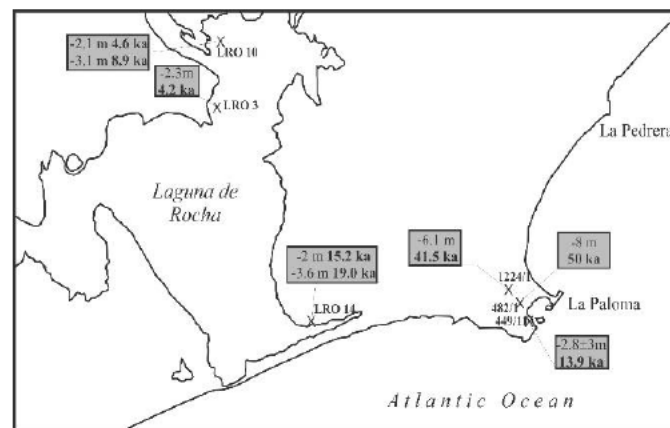 -2.1 m 4.6 ka
-3.1 m 8.9 ka
LRO 10
-2.3m
4.2 ka
LRO 3
La Pedrera
Laguna de
Rocha
-6.1 m
41.5 ka
-8 m
50 ka
1224/1
-2 m 15.2 ka
-3.6 m 19.0 ka
LRO 14
482/1
La Paloma
-2.8±3m
13.9 ka
Atlantic Ocean